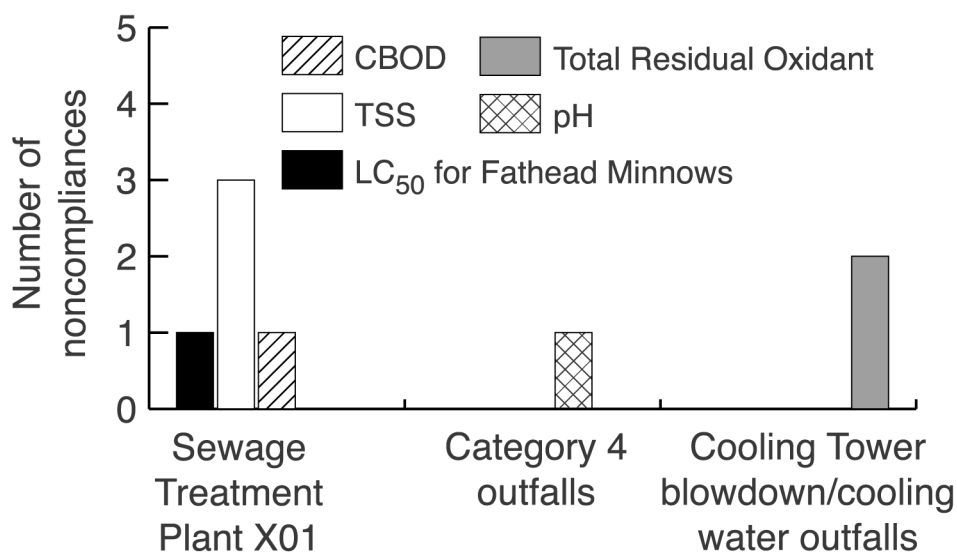 Number of
noncompliances
5
4
3
2
1
0
CBOD
Total Residual Oxidant
TSS
pH
LC50 for Fathead Minnows
Sewage
Treatment
Plant X01
Category 4
outfalls
Cooling Tower
blowdown/cooling
water outfalls